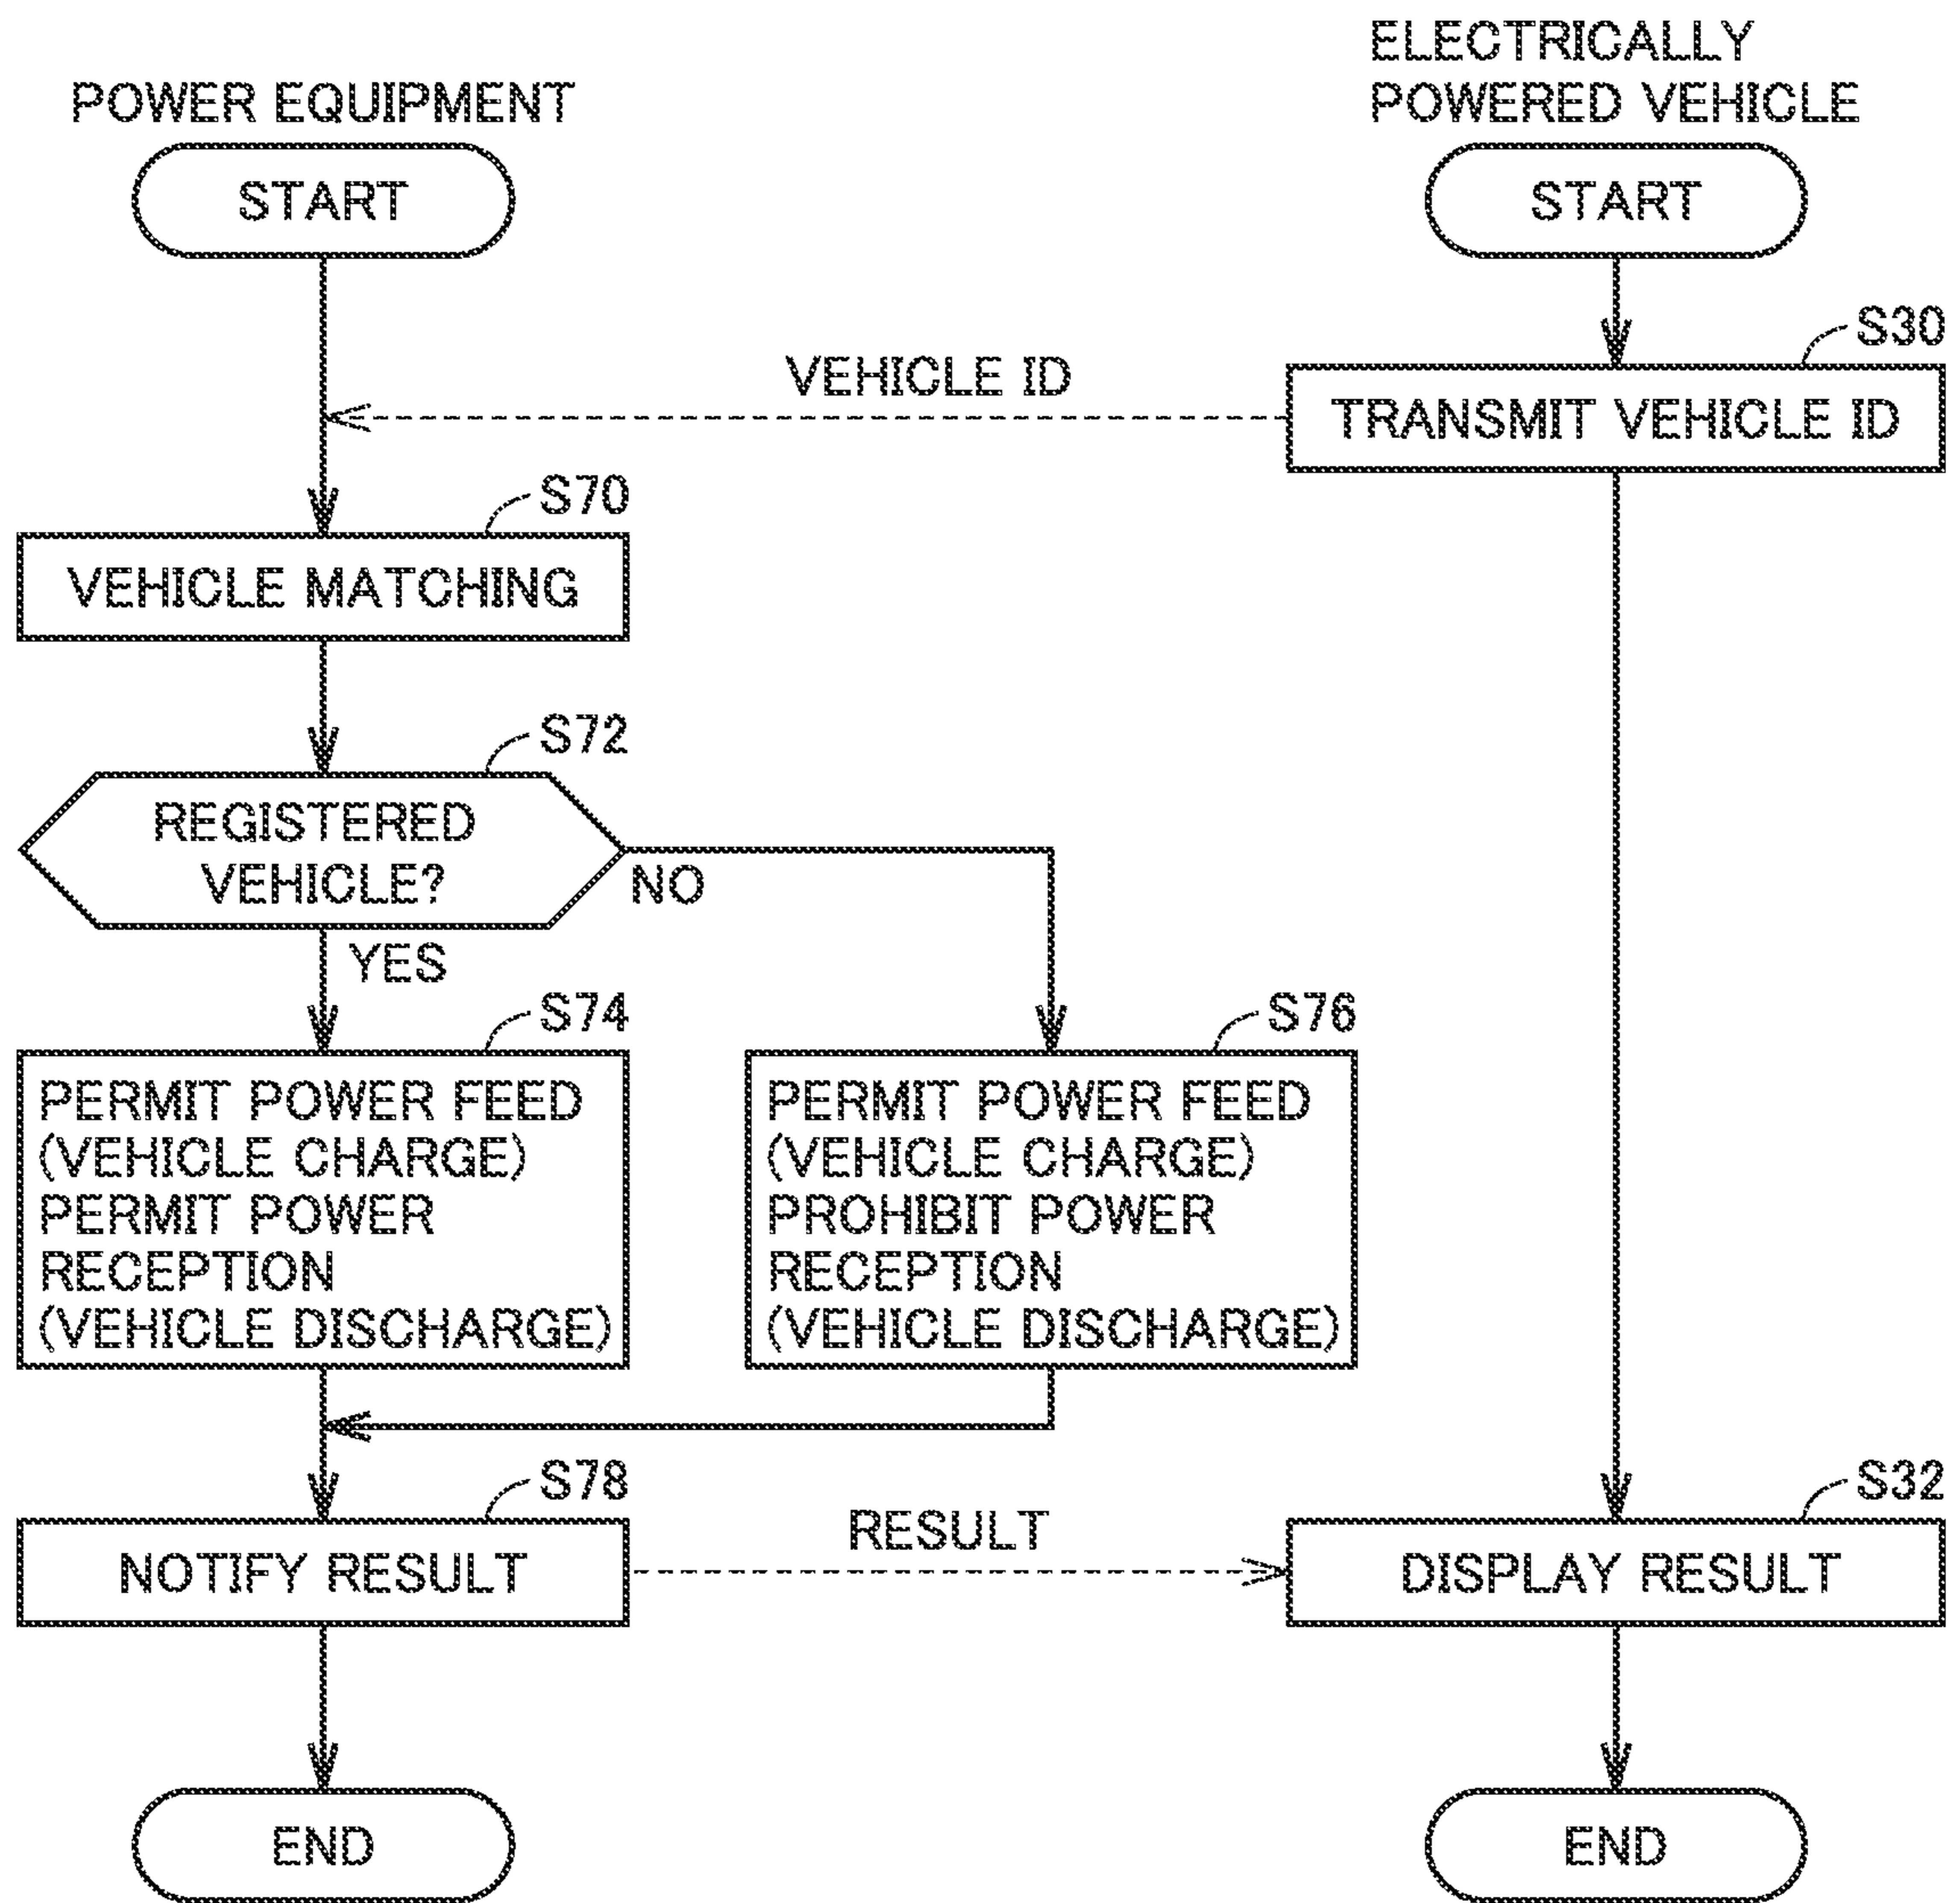 POWER EQUIPMENT
START
ELECTRICALLY
POWERED VEHICLE
START
S30
TRANSMIT VEHICLE ID
VEHICLE ID
S70
VEHICLE MATCHING
S72
REGISTERED
VEHICLE?
NO
YES
S74
PERMIT POWER FEED
(VEHICLE CHARGE)
PERMIT POWER
RECEPTION
(VEHICLE DISCHARGE)
S76
PERMIT POWER FEED
(VEHICLE CHARGE)
PROHIBIT POWER
RECEPTION
(VEHICLE DISCHARGE)
S78
NOTIFY RESULT
RESULT
S32
DISPLAY RESULT
END
END